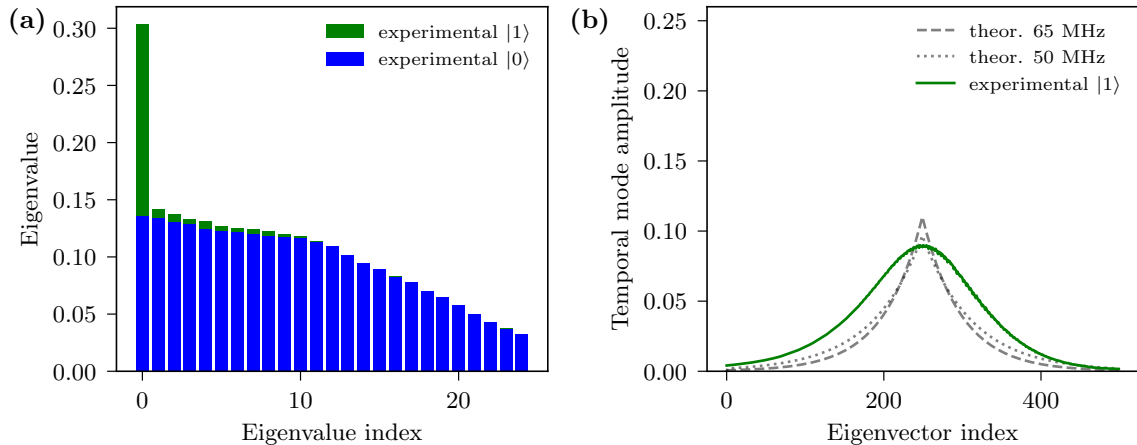 (a)
experimental |1⟩
experimental |0⟩
Eigenvalue
0.30
0.25
0.20
0.15
0.10
0.05
0.00
0
10
20
Eigenvalue index
(b)
theor. 65 MHz
theor. 50 MHz
experimental |1⟩
Temporal mode amplitude
0.25
0.20
0.15
0.10
0.05
0.00
0
200
400
Eigenvector index